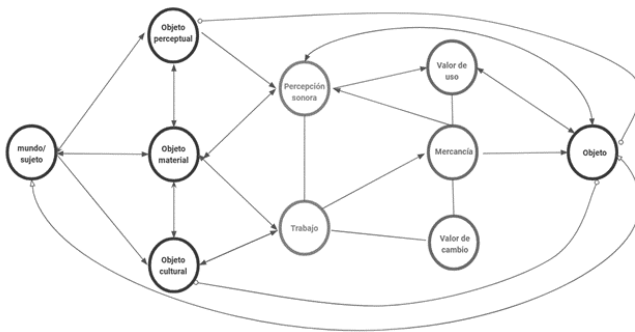 Objeto
perceptual
Percepción
sonora
Valor de
uso
mundo/
sujeto
Objeto
material
Mercancía
Objeto
Trabajo
Valor de
cambio
Objeto
cultural